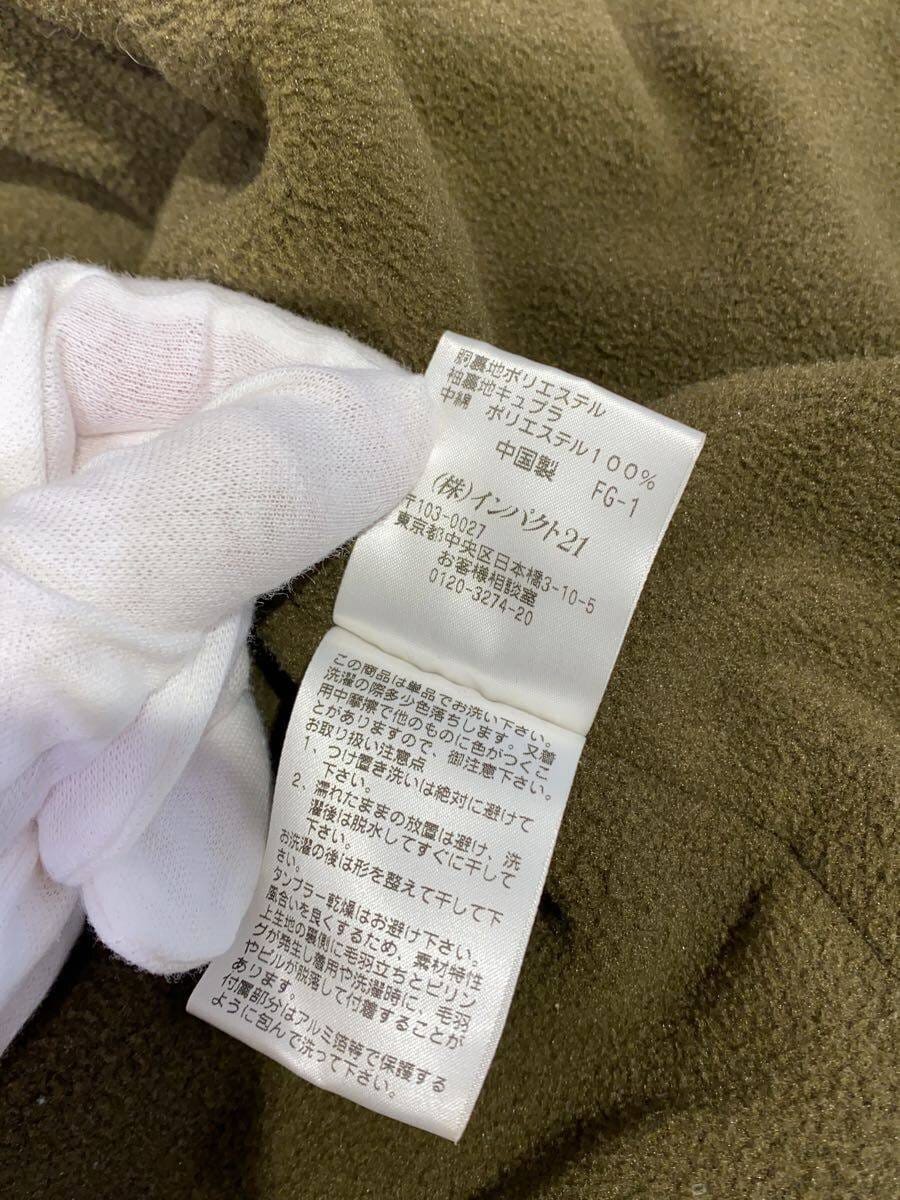 胴裏地ポリエステル
袖裏地キュプラ
中綿 ポリエステル100%
中国製 FG-1
(株)インパクト21
〒103-0027
東京都中央区日本橋3-10-5
お客様相談室
0120-3274-20
この商品は単品でお洗い下さい。
洗濯の際多少色落ちします。又着
用中摩擦で他のものに色がつくこ
とがありますので、御注意下さい。
お取り扱い注意点
1、つけ置き洗いは絶対に避けて
下さい。
2、濡れたままの放置は避け、洗
濯後は脱水してすぐに干して
下さい。
お洗濯の後は形を整えて干して下
さい。
タンブラー乾燥はお避け下さい。
風合いを良くするため、素材特性
上生地の裏側に毛羽立ちとピリン
グが発生し着用や洗濯時に、毛羽
やピルが脱落して付着することが
あります。
付属部分はアルミ箔等で保護する
ように包んで洗って下さい。